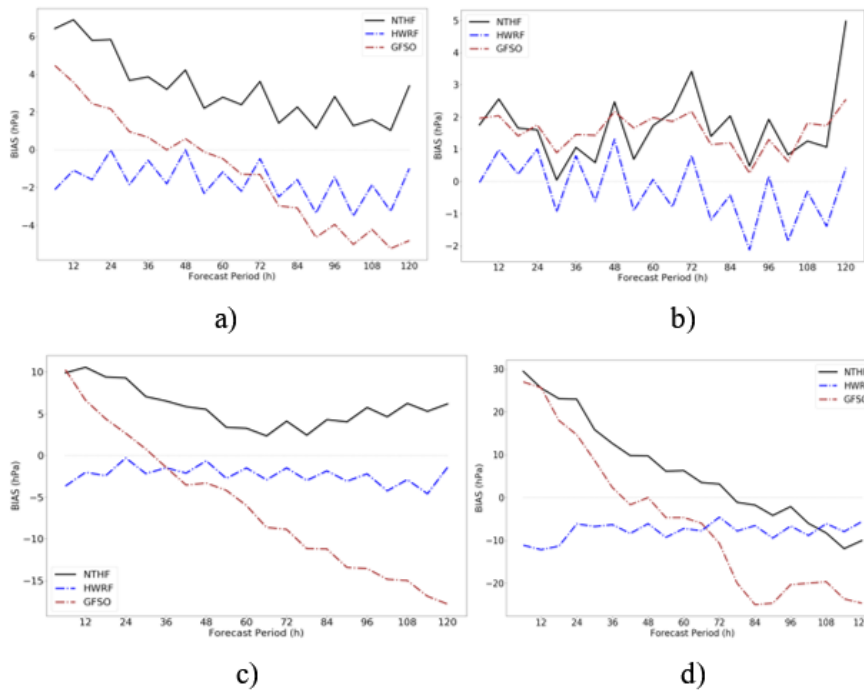 NTHF
HWRF
GFSO
BIAS (hPa)
6
4
2
0
−2
−4
12 24 36 48 60 72 84 96 108 120
Forecast Period (h)
a)
NTHF
HWRF
GFSO
BIAS (hPa)
5
4
3
2
1
0
−1
−2
12 24 36 48 60 72 84 96 108 120
Forecast Period (h)
b)
BIAS (hPa)
10
5
0
−5
−10
−15
NTHF
HWRF
GFSO
12 24 36 48 60 72 84 96 108 120
Forecast Period (h)
c)
NTHF
HWRF
GFSO
BIAS (hPa)
30
20
10
0
−10
−20
12 24 36 48 60 72 84 96 108 12
Forecast Period (h)
d)